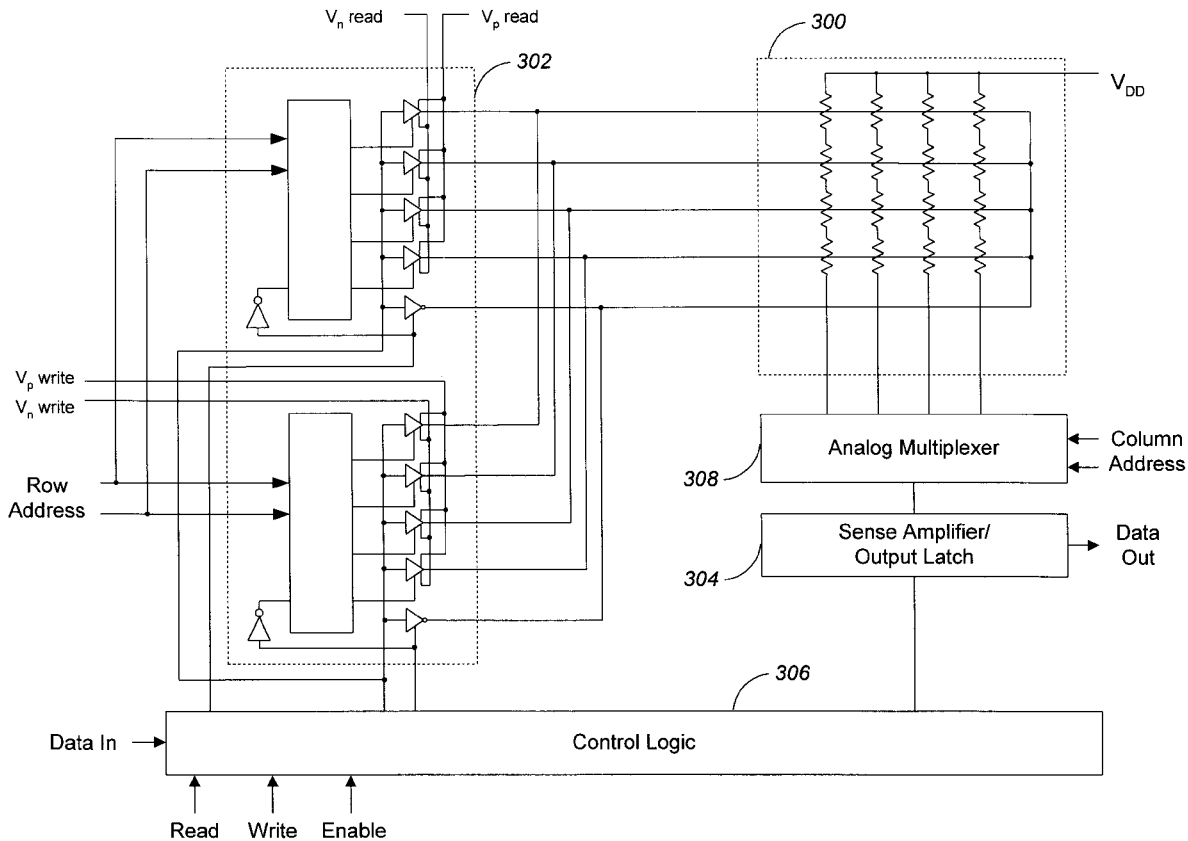 Vn read
Vp read
300
302
VDD
Vp write
Vn write
Row
Address
Analog Multiplexer
308
Column
Address
Sense Amplifier/
Output Latch
304
Data
Out
306
Data In
Control Logic
Read
Write
Enable